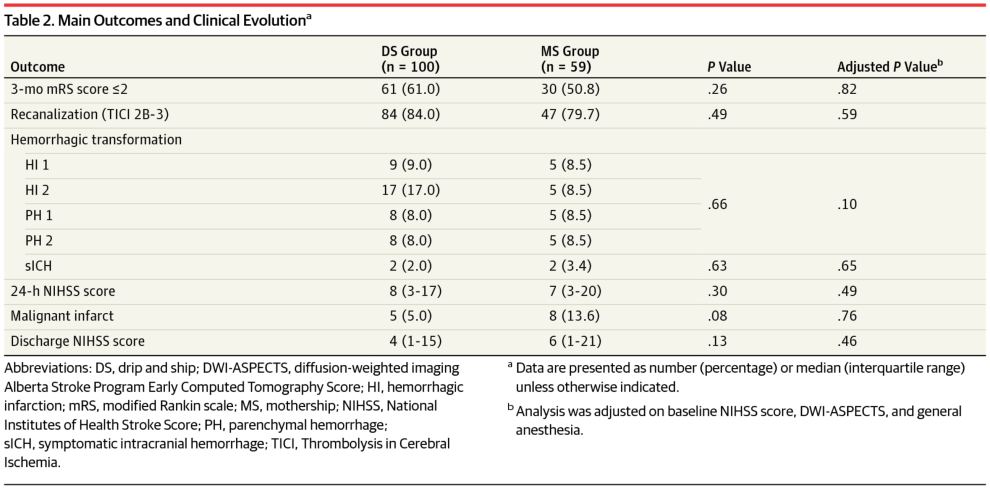 Table 2. Main Outcomes and Clinical Evolutionᵃ
Outcome DS Group (n = 100) MS Group (n = 59) P Value Adjusted P Valueᵇ
3-mo mRS score ≤2 61 (61.0) 30 (50.8) .26 .82
Recanalization (TICI 2B-3) 84 (84.0) 47 (79.7) .49 .59
Hemorrhagic transformation
HI 1 9 (9.0) 5 (8.5)
HI 2 17 (17.0) 5 (8.5)
.66 .10
PH 1 8 (8.0) 5 (8.5)
PH 2 8 (8.0) 5 (8.5)
sICH 2 (2.0) 2 (3.4) .63 .65
24-h NIHSS score 8 (3-17) 7 (3-20) .30 .49
Malignant infarct 5 (5.0) 8 (13.6) .08 .76
Discharge NIHSS score 4 (1-15) 6 (1-21) .13 .46
Abbreviations: DS, drip and ship; DWI-ASPECTS, diffusion-weighted imaging
Alberta Stroke Program Early Computed Tomography Score; HI, hemorrhagic
infarction; mRS, modified Rankin scale; MS, mothership; NIHSS, National
Institutes of Health Stroke Score; PH, parenchymal hemorrhage;
sICH, symptomatic intracranial hemorrhage; TICI, Thrombolysis in Cerebral
Ischemia.
ᵃ Data are presented as number (percentage) or median (interquartile range)
unless otherwise indicated.
ᵇ Analysis was adjusted on baseline NIHSS score, DWI-ASPECTS, and general
anesthesia.